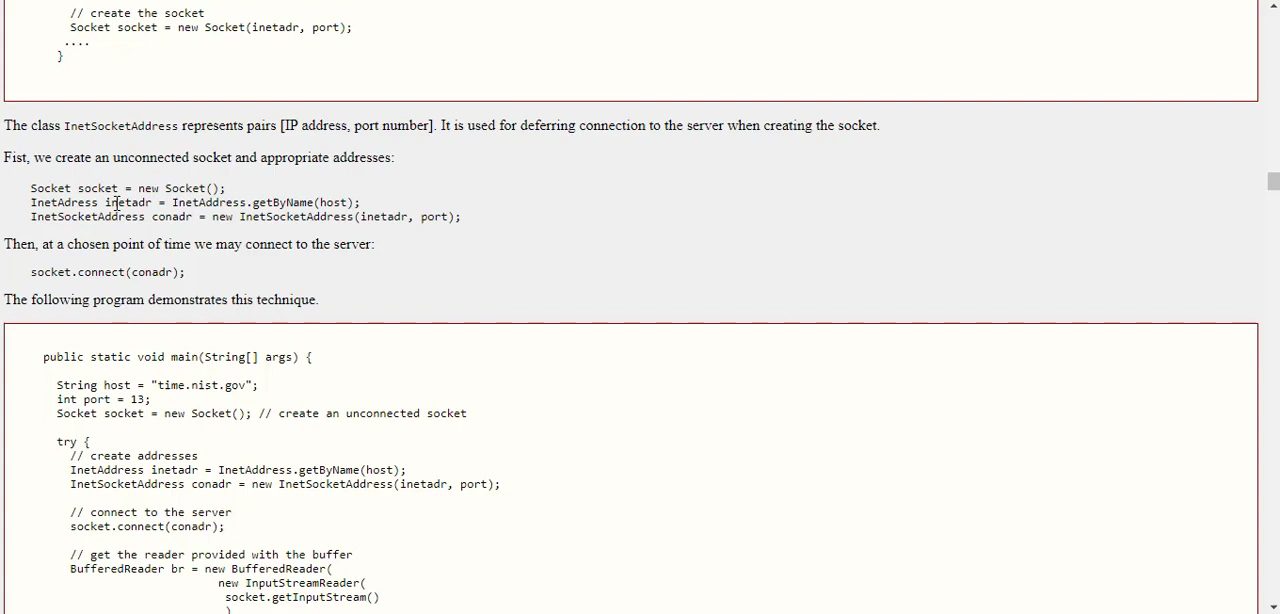 // create the socket
Socket socket = new Socket(inetadr, port);
....
}
The class InetSocketAddress represents pairs [IP address, port number]. It is used for deferring connection to the server when creating the socket.
Fist, we create an unconnected socket and appropriate addresses:
Socket socket = new Socket();
InetAdress inetadr = InetAddress.getByName(host);
InetSocketAddress conadr = new InetSocketAddress(inetadr, port);
Then, at a chosen point of time we may connect to the server:
socket.connect(conadr);
The following program demonstrates this technique.
public static void main(String[] args) {
String host = "time.nist.gov";
int port = 13;
Socket socket = new Socket(); // create an unconnected socket
try {
// create addresses
InetAddress inetadr = InetAddress.getByName(host);
InetSocketAddress conadr = new InetSocketAddress(inetadr, port);
// connect to the server
socket.connect(conadr);
// get the reader provided with the buffer
BufferedReader br = new BufferedReader(
new InputStreamReader(
socket.getInputStream()
)